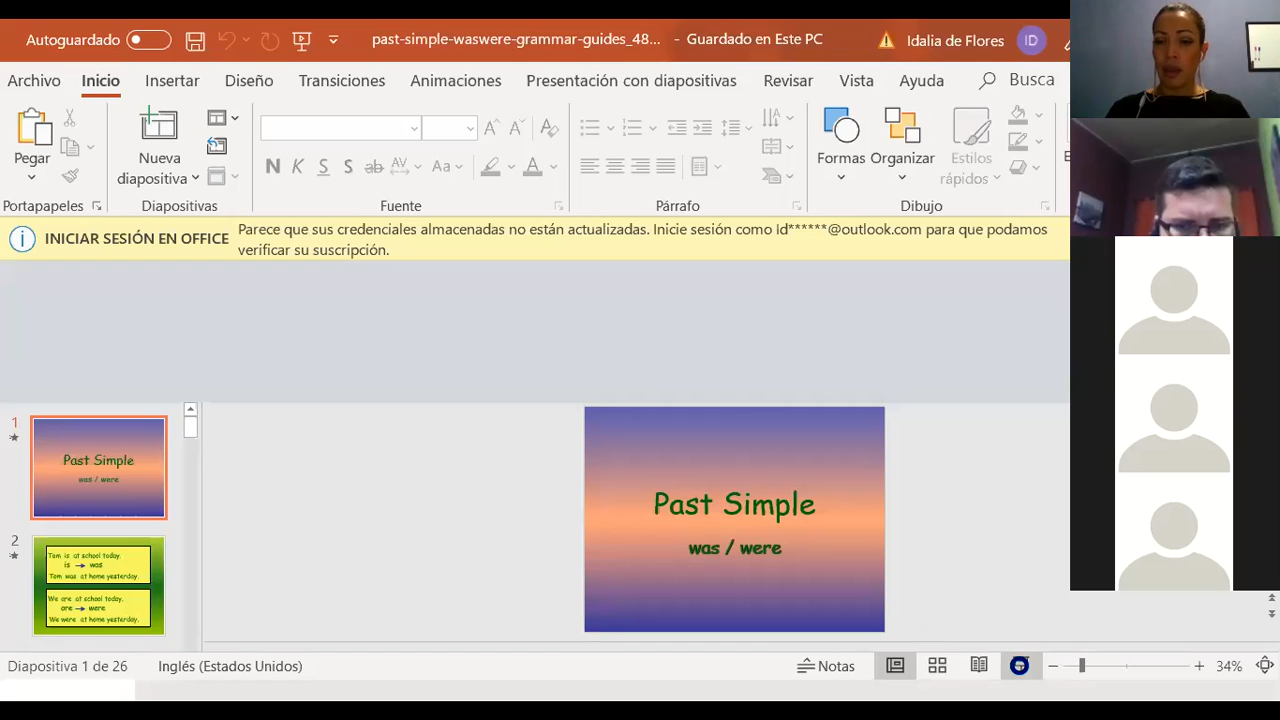 Autoguardado
past-simple-waswere-grammar-guides_48... - Guardado en Este PC
Idalia de Flores ID
Archivo Inicio Insertar Diseño Transiciones Animaciones Presentación con diapositivas Revisar Vista Ayuda Busca
Pegar
Nueva
diapositiva
N K S S ab AV Aa A
Formas Organizar Estilos
rápidos
Portapapeles Diapositivas Fuente Párrafo Dibujo
INICIAR SESIÓN EN OFFICE
Parece que sus credenciales almacenadas no están actualizadas. Inicie sesión como id******@outlook.com para que podamos
verificar su suscripción.
1
Past Simple
was / were
2
Tom is at school today.
is → was
Tom was at home yesterday.
We are at school today.
are → were
We were at home yesterday.
Past Simple
was / were
Diapositiva 1 de 26 Inglés (Estados Unidos) Notas 34%